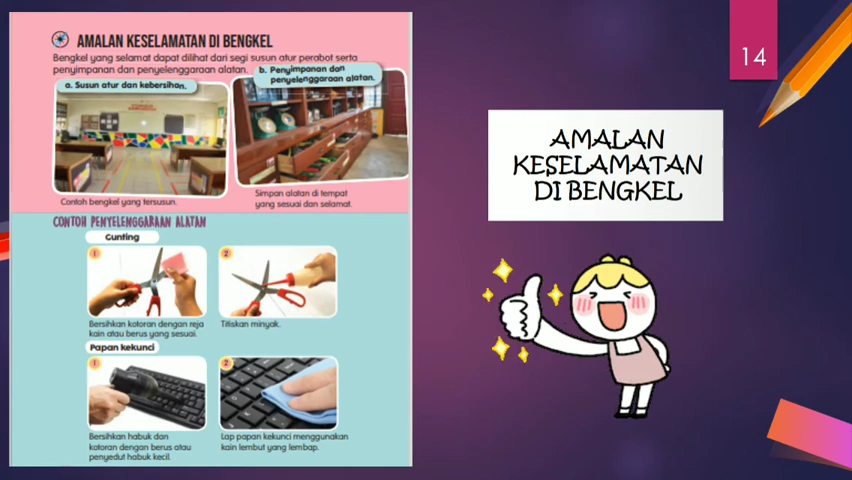 AMALAN KESELAMATAN DI BENGKEL
Bengkel yang selamat dapat dilihat dari segi susun atur perabot serta
penyimpanan dan penyelenggaraan alatan.
a. Susun atur dan kebersihan.
b. Penyimpanan dan
penyelenggaraan alatan.
Contoh bengkel yang tersusun.
Simpan alatan di tempat
yang sesuai dan selamat.
CONTOH PENYELENGGARAAN ALATAN
Gunting
1
2
Bersihkan kotoran dengan reja
kain atau berus yang sesuai.
Titiskan minyak.
Papan kekunci
1
2
Bersihkan habuk dan
kotoran dengan berus atau
penyedut habuk kecil.
Lap papan kekunci menggunakan
kain lembut yang lembap.
14
AMALAN
KESELAMATAN
DI BENGKEL